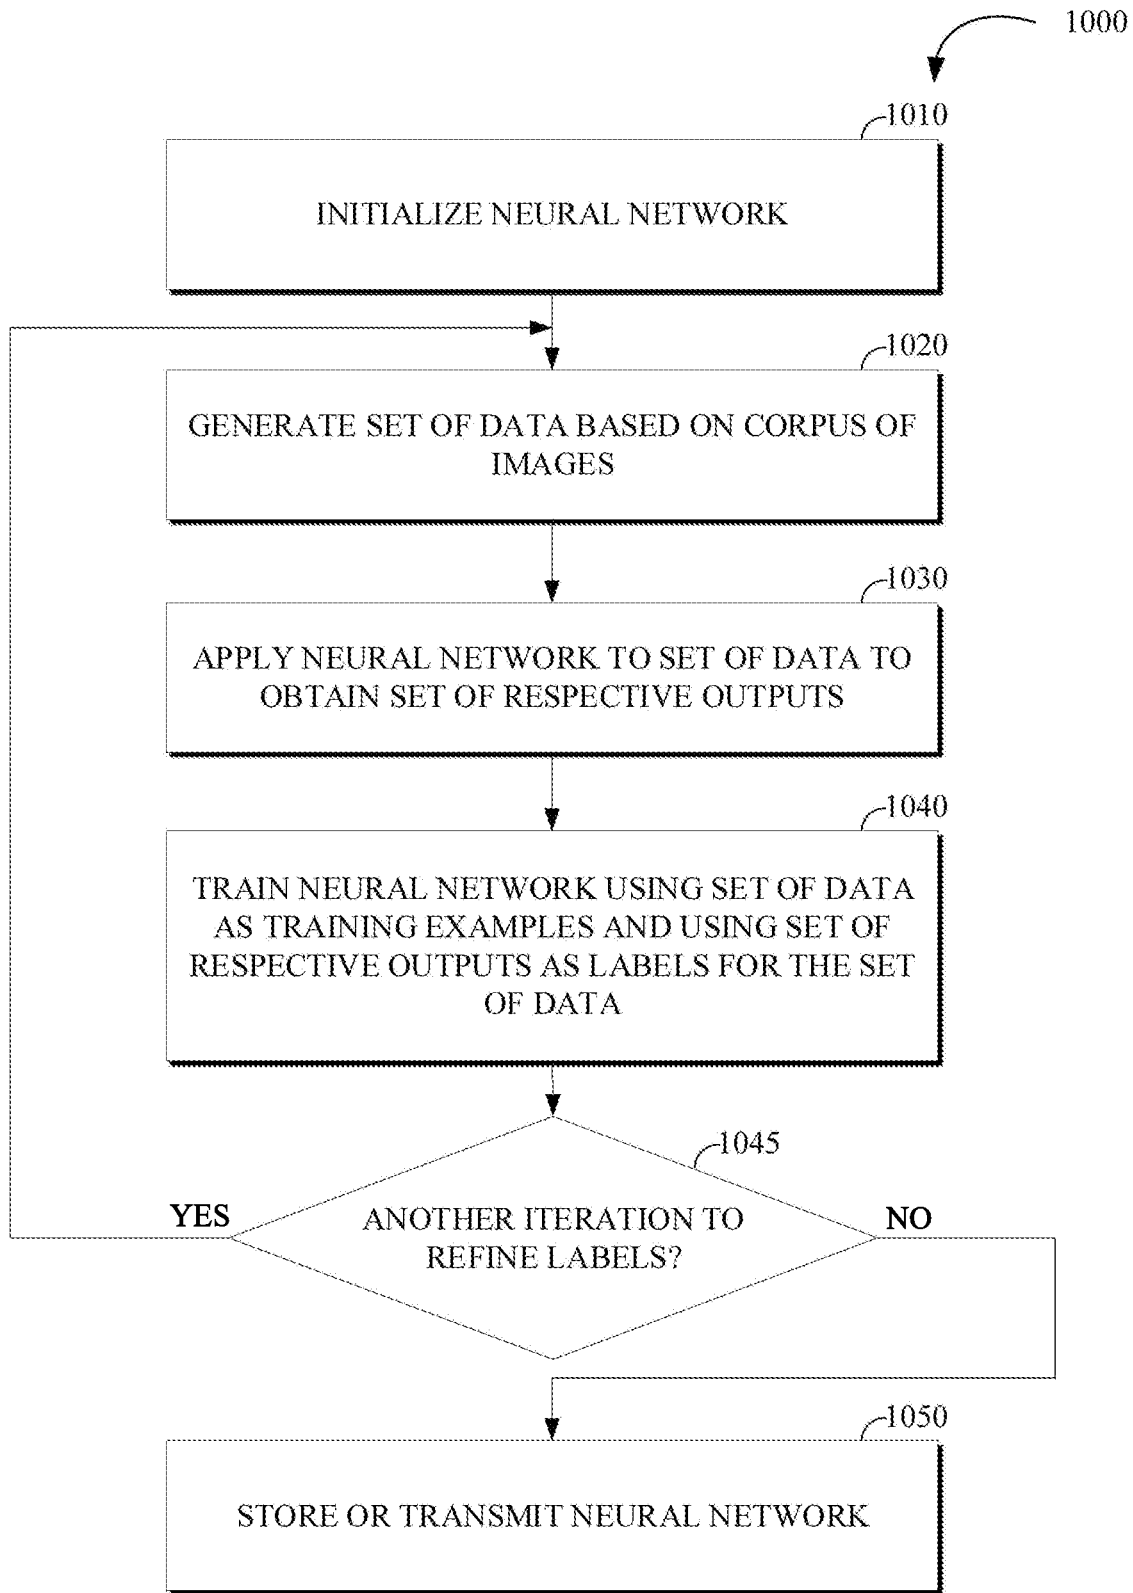 1000
1010
INITIALIZE NEURAL NETWORK
1020
GENERATE SET OF DATA BASED ON CORPUS OF
IMAGES
1030
APPLY NEURAL NETWORK TO SET OF DATA TO
OBTAIN SET OF RESPECTIVE OUTPUTS
1040
TRAIN NEURAL NETWORK USING SET OF DATA
AS TRAINING EXAMPLES AND USING SET OF
RESPECTIVE OUTPUTS AS LABELS FOR THE SET
OF DATA
1045
YES
ANOTHER ITERATION TO
REFINE LABELS?
NO
1050
STORE OR TRANSMIT NEURAL NETWORK